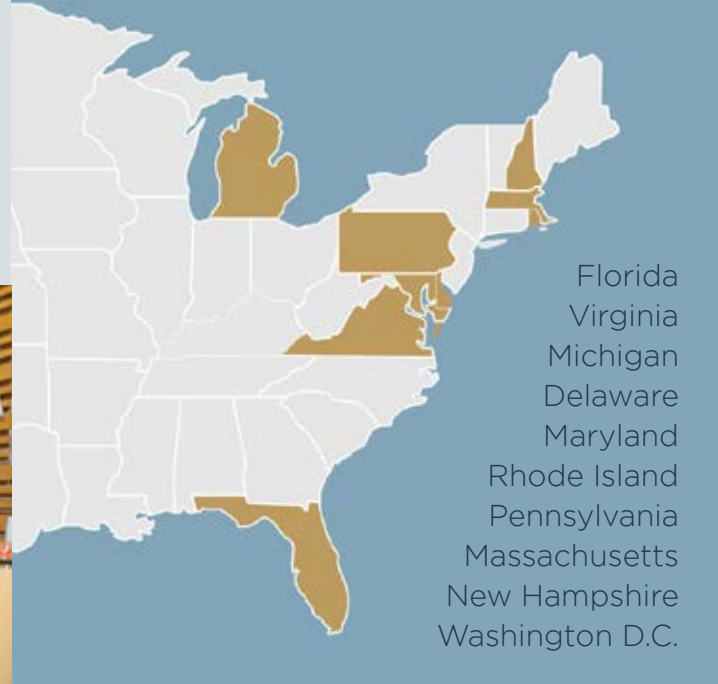 Florida
Virginia
Michigan
Delaware
Maryland
Rhode Island
Pennsylvania
Massachusetts
New Hampshire
Washington D.C.